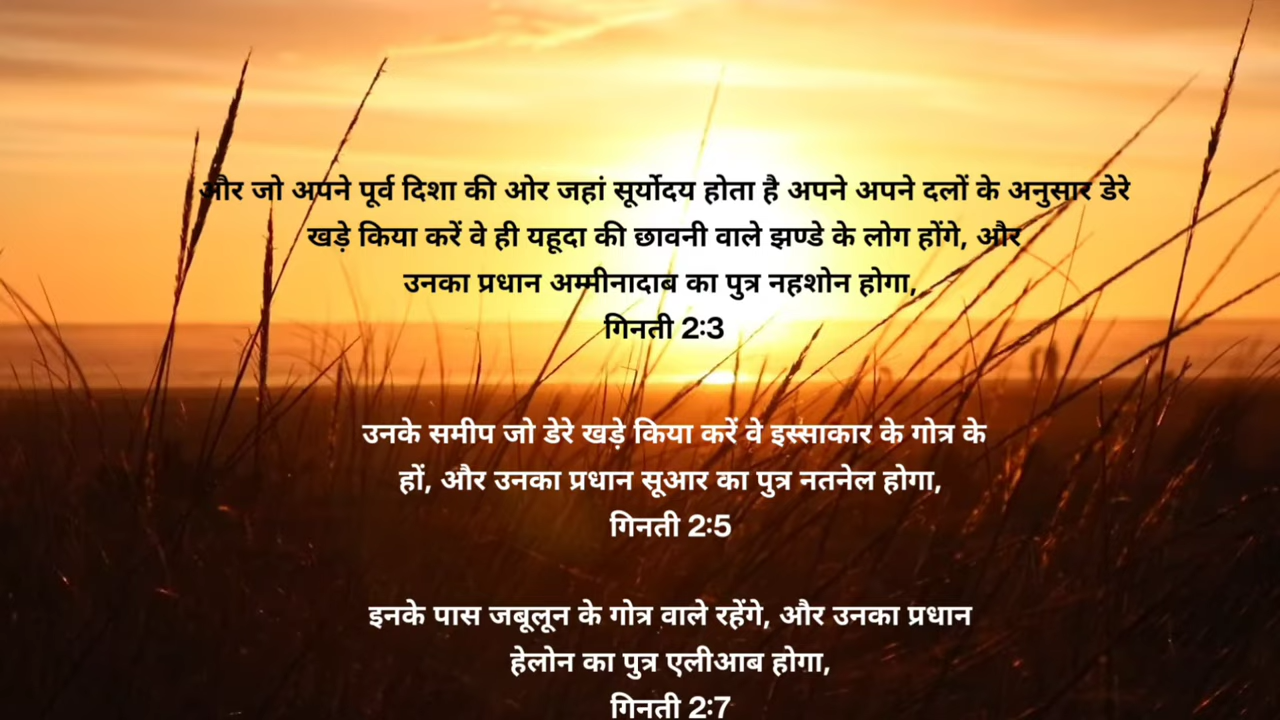 और जो अपने पूर्व दिशा की ओर जहां सूर्योदय होता है अपने अपने दलों के अनुसार डेरे
खड़े किया करें वे ही यहूदा की छावनी वाले झण्डे के लोग होंगे, और
उनका प्रधान अम्मीनादाब का पुत्र नहशोन होगा,
गिनती 2:3
उनके समीप जो डेरे खड़े किया करें वे इस्साकार के गोत्र के
हों, और उनका प्रधान सूआर का पुत्र नतनेल होगा,
गिनती 2:5
इनके पास जबूलून के गोत्र वाले रहेंगे, और उनका प्रधान
हेलोन का पुत्र एलीआब होगा,
गिनती 2:7